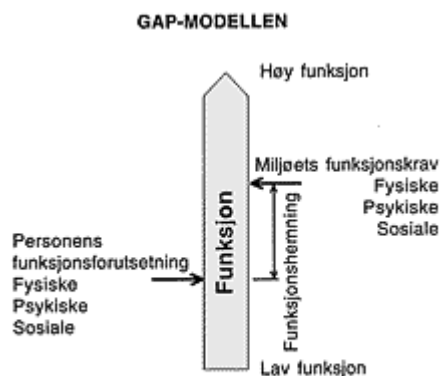 GAP-MODELLEN
Høy funksjon
Miljøets funksjonskrav
Fysiske
Psykiske
Sosiale
Funksjon
Funksjonshemning
Personens
funksjonsforutsetning
Fysiske
Psykiske
Sosiale
Lav funksjon